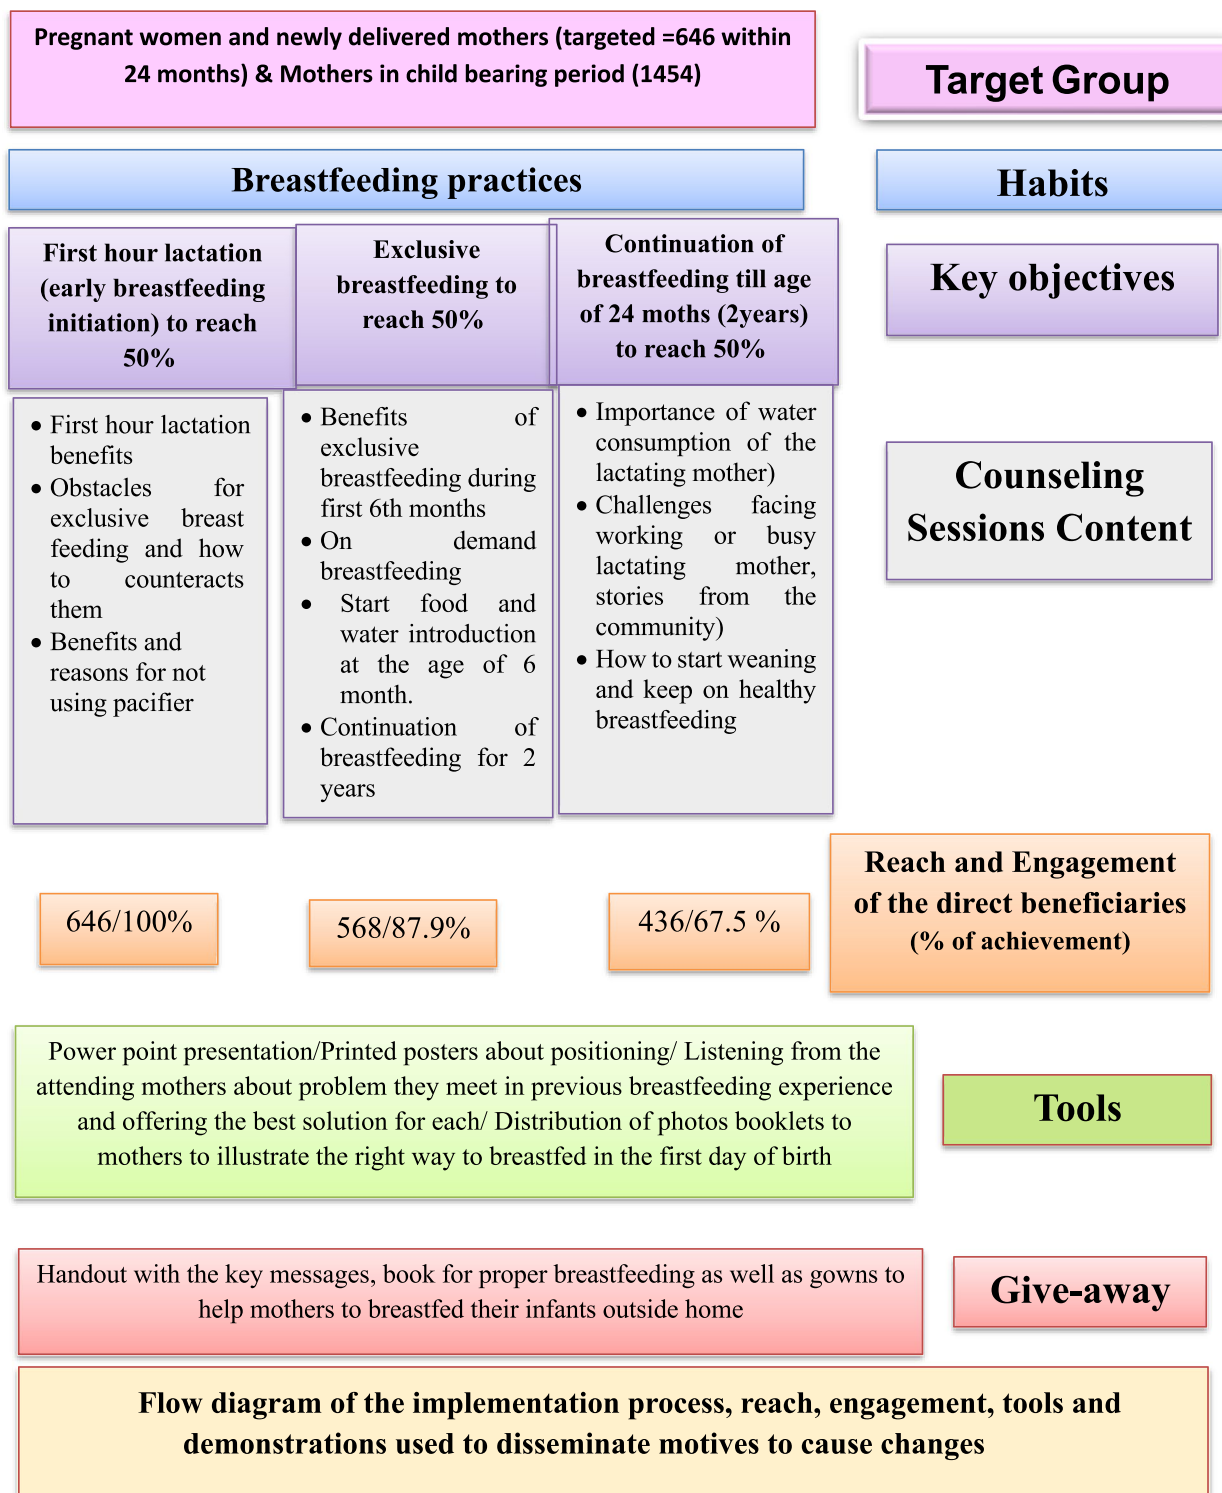 Pregnant women and newly delivered mothers (targeted =646 within
24 months) & Mothers in child bearing period (1454)
Target Group
Breastfeeding practices
Habits
First hour lactation
(early breastfeeding
initiation) to reach
50%
Exclusive
breastfeeding to
reach 50%
Continuation of
breastfeeding till age
of 24 moths (2years)
to reach 50%
Key objectives
• First hour lactation
benefits
• Obstacles for
exclusive breast
feeding and how
to counteracts
them
• Benefits and
reasons for not
using pacifier
• Benefits of
exclusive
breastfeeding during
first 6th months
• On demand
breastfeeding
• Start food and
water introduction
at the age of 6
month.
• Continuation of
breastfeeding for 2
years
• Importance of water
consumption of the
lactating mother)
• Challenges facing
working or busy
lactating mother,
stories from the
community)
• How to start weaning
and keep on healthy
breastfeeding
Counseling
Sessions Content
646/100%
568/87.9%
436/67.5 %
Reach and Engagement
of the direct beneficiaries
(% of achievement)
Power point presentation/Printed posters about positioning/ Listening from the
attending mothers about problem they meet in previous breastfeeding experience
and offering the best solution for each/ Distribution of photos booklets to
mothers to illustrate the right way to breastfed in the first day of birth
Tools
Handout with the key messages, book for proper breastfeeding as well as gowns to
help mothers to breastfed their infants outside home
Give-away
Flow diagram of the implementation process, reach, engagement, tools and
demonstrations used to disseminate motives to cause changes